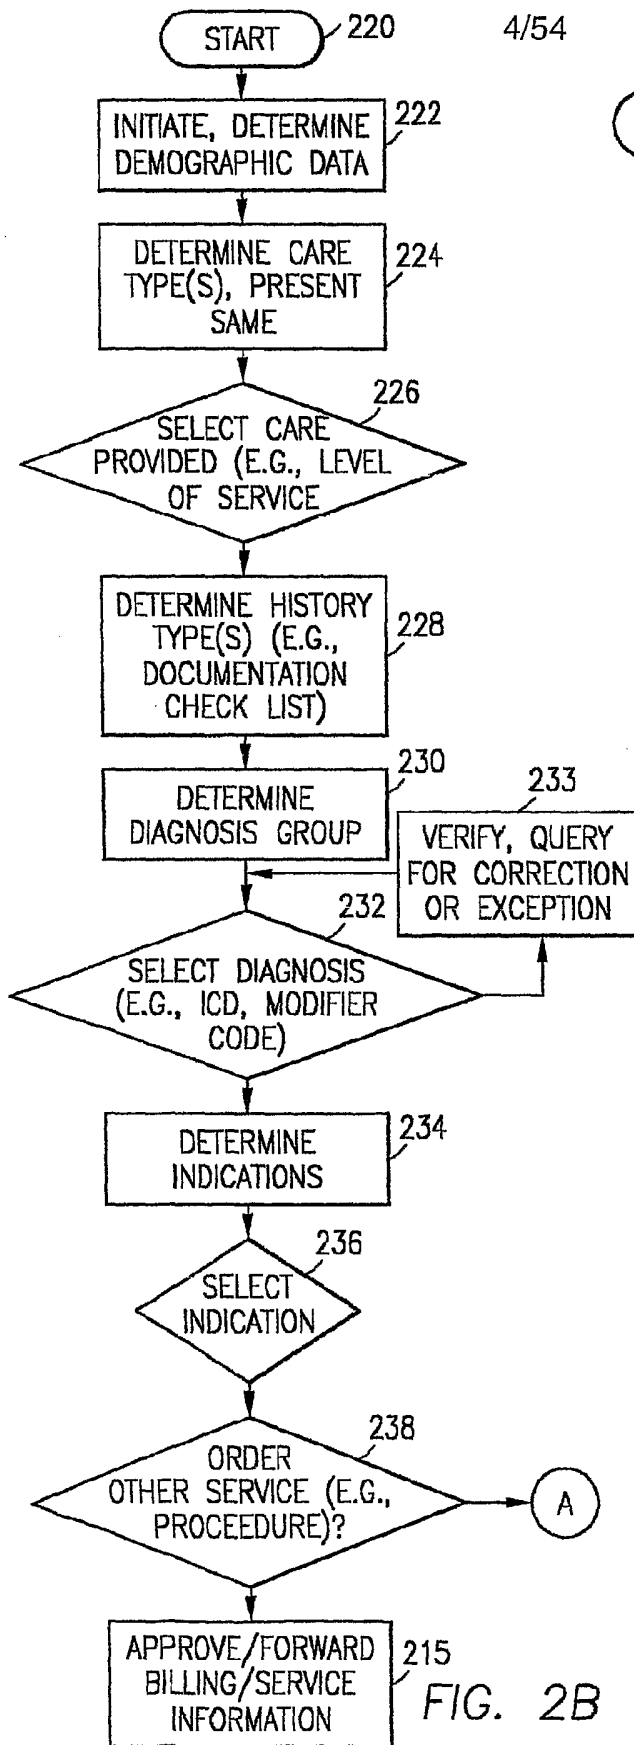 START
220
4/54
INITIATE, DETERMINE
DEMOGRAPHIC DATA
222
DETERMINE CARE
TYPE(S), PRESENT
SAME
224
226
SELECT CARE
PROVIDED (E.G., LEVEL
OF SERVICE
DETERMINE HISTORY
TYPE(S) (E.G.,
DOCUMENTATION
CHECK LIST)
228
230
DETERMINE
DIAGNOSIS GROUP
233
VERIFY, QUERY
FOR CORRECTION
OR EXCEPTION
232
SELECT DIAGNOSIS
(E.G., ICD, MODIFIER
CODE)
DETERMINE
INDICATIONS
234
236
SELECT
INDICATION
238
ORDER
OTHER SERVICE (E.G.,
PROCEEDURE)?
A
APPROVE/FORWARD
BILLING/SERVICE
INFORMATION
215
FIG. 2B